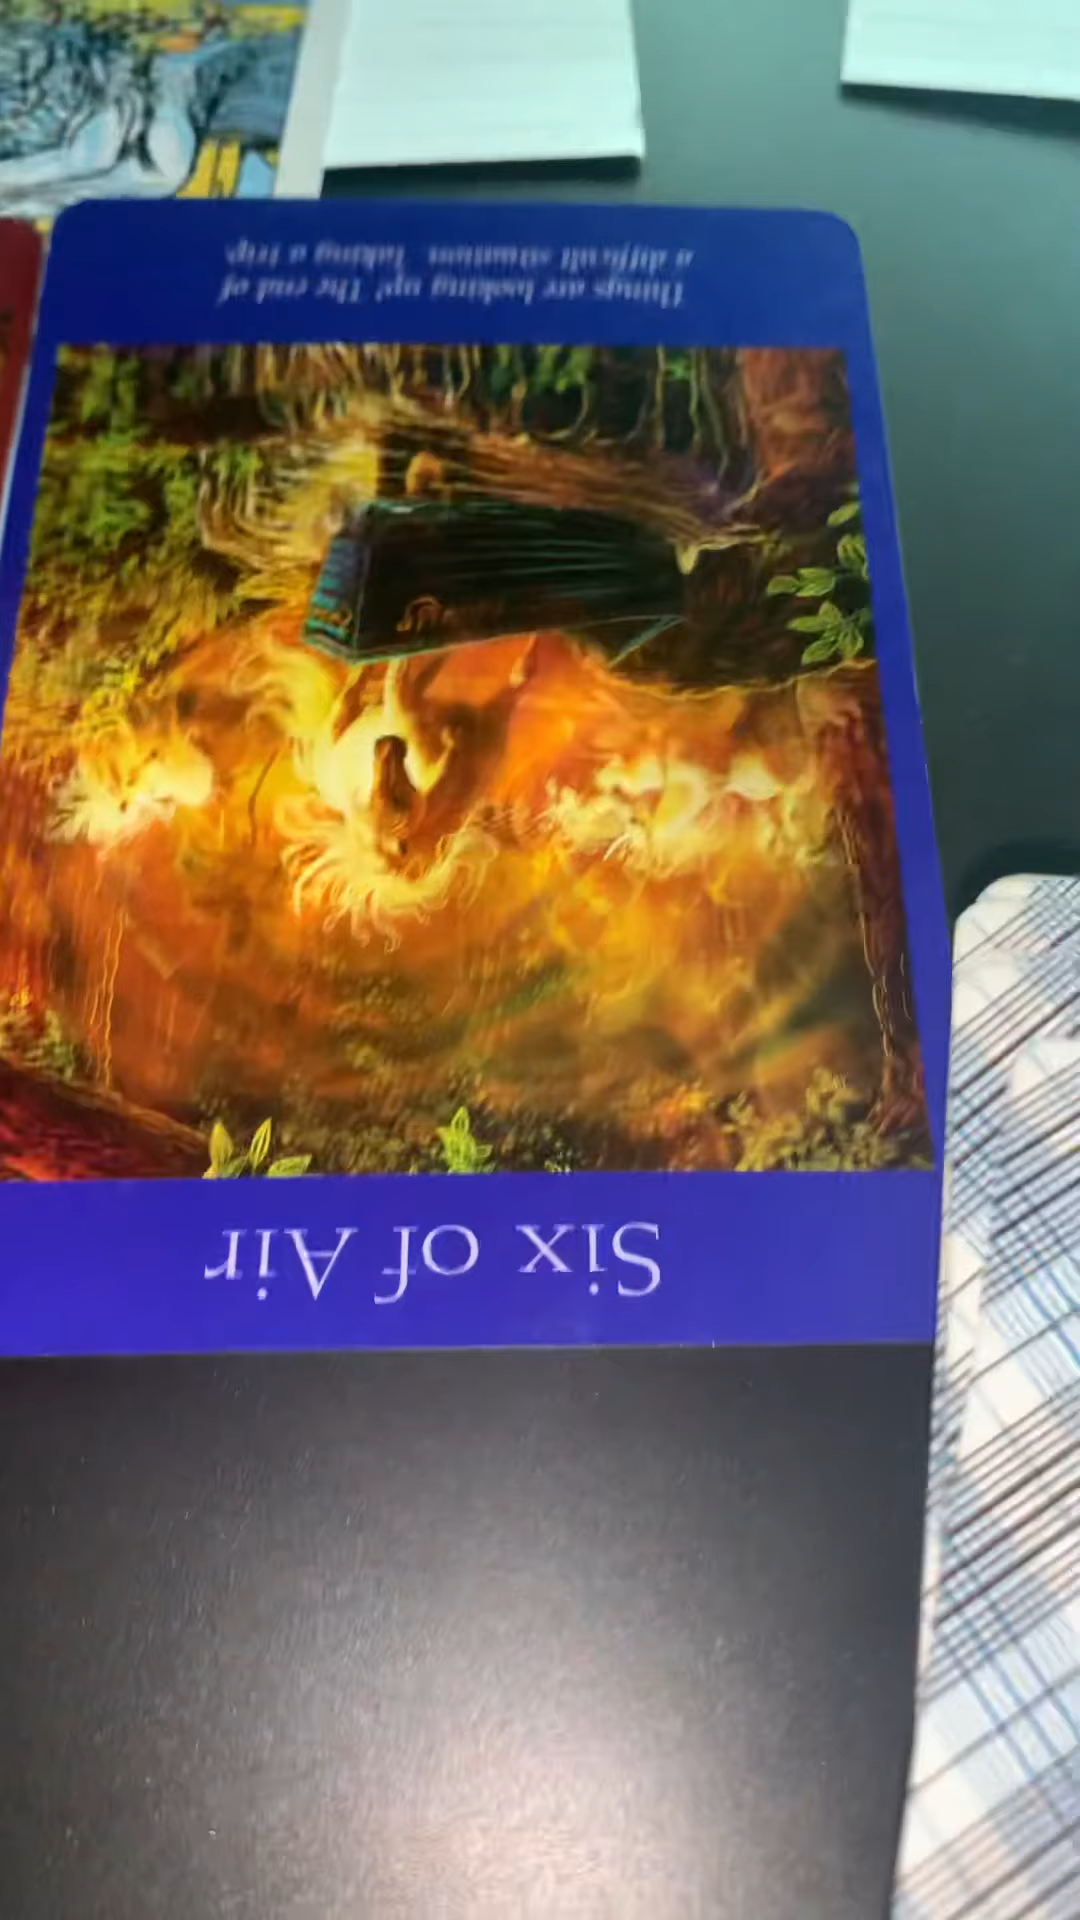 Six of Air
Things are looking up! The end of
a difficult situation. Taking a trip.